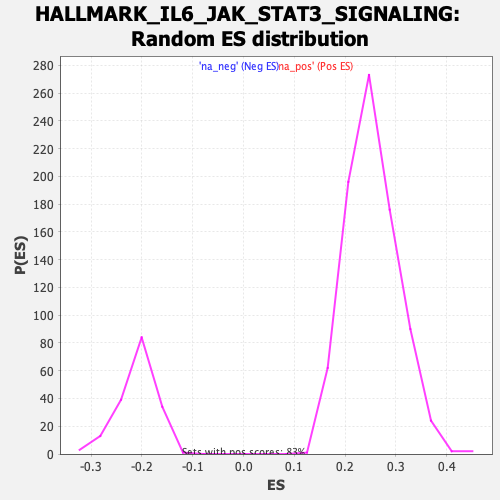 HALLMARK_IL6_JAK_STAT3_SIGNALING:
Random ES distribution
'na_neg' (Neg ES)na_pos' (Pos ES)
280
260
240
220
200
180
160
140
120
100
80
60
40
20
0
P(ES)
Sets with pos scores: 83%
-0.3 -0.2 -0.1 0.0 0.1 0.2 0.3 0.4
ES